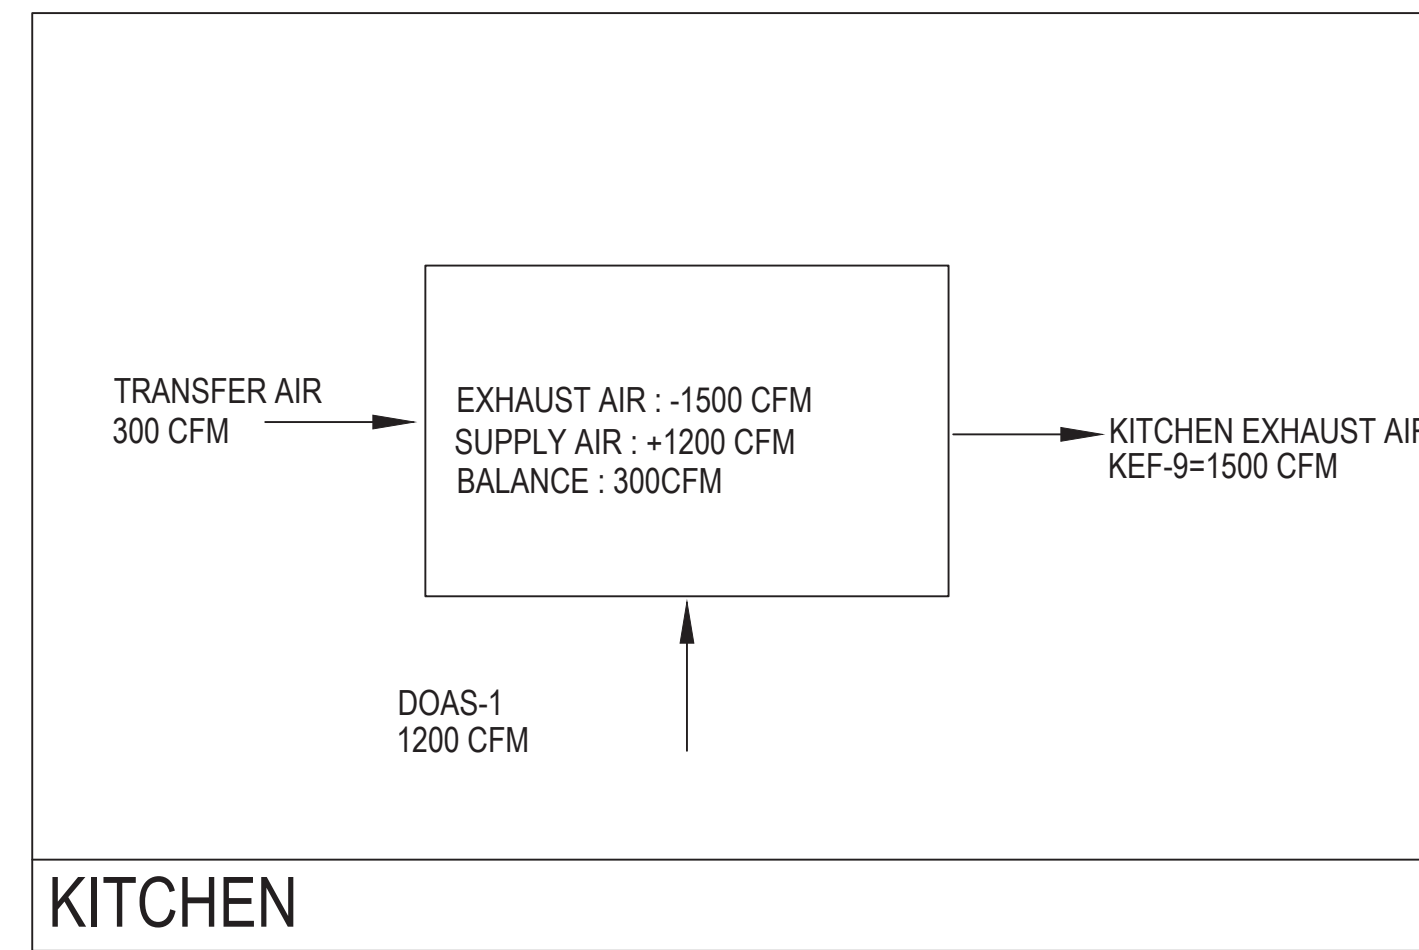 TRANSFER AIR
300 CFM
EXHAUST AIR : -1500 CFM
SUPPLY AIR : +1200 CFM
BALANCE : 300CFM
KITCHEN EXHAUST AIR
KEF-9=1500 CFM
DOAS-1
1200 CFM
KITCHEN